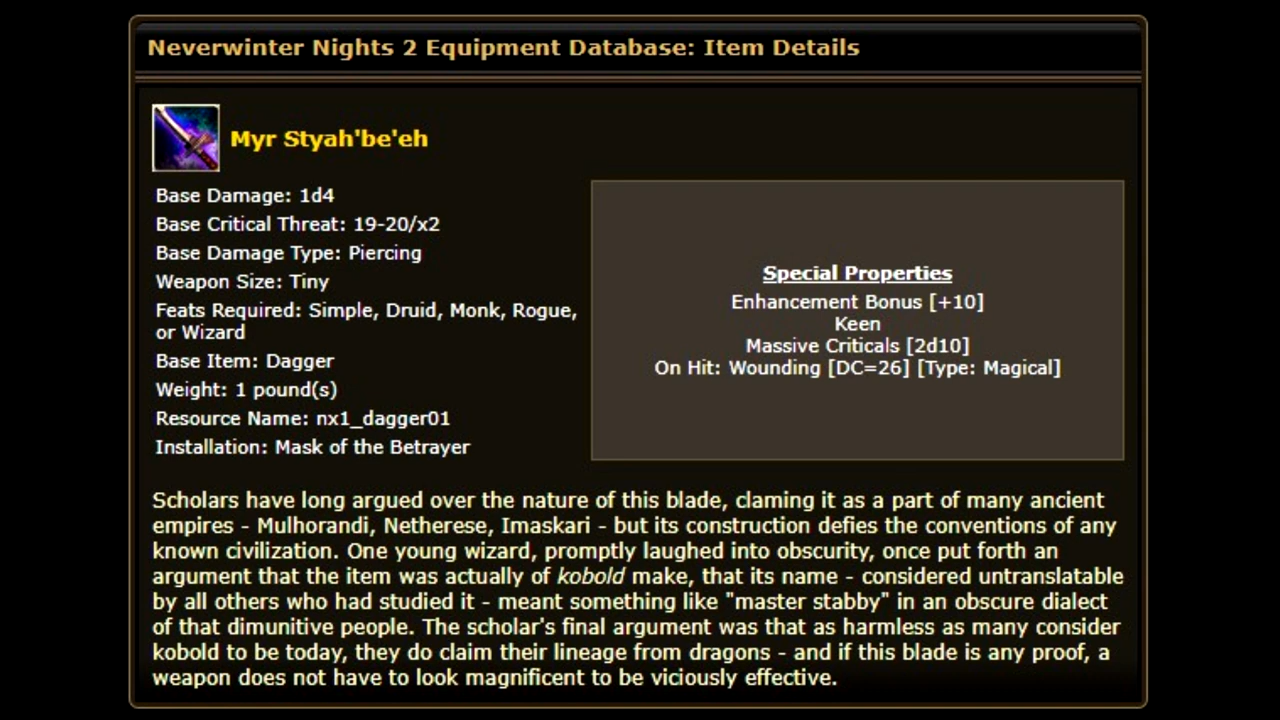 Neverwinter Nights 2 Equipment Database: Item Details
Myr Styah'be'eh
Base Damage: 1d4
Base Critical Threat: 19-20/x2
Base Damage Type: Piercing
Weapon Size: Tiny
Feats Required: Simple, Druid, Monk, Rogue,
or Wizard
Base Item: Dagger
Weight: 1 pound(s)
Resource Name: nx1_dagger01
Installation: Mask of the Betrayer
Special Properties
Enhancement Bonus [+10]
Keen
Massive Criticals [2d10]
On Hit: Wounding [DC=26] [Type: Magical]
Scholars have long argued over the nature of this blade, claming it as a part of many ancient
empires - Mulhorandi, Netherese, Imaskari - but its construction defies the conventions of any
known civilization. One young wizard, promptly laughed into obscurity, once put forth an
argument that the item was actually of kobold make, that its name - considered untranslatable
by all others who had studied it - meant something like "master stabby" in an obscure dialect
of that dimunitive people. The scholar's final argument was that as harmless as many consider
kobold to be today, they do claim their lineage from dragons - and if this blade is any proof, a
weapon does not have to look magnificent to be viciously effective.